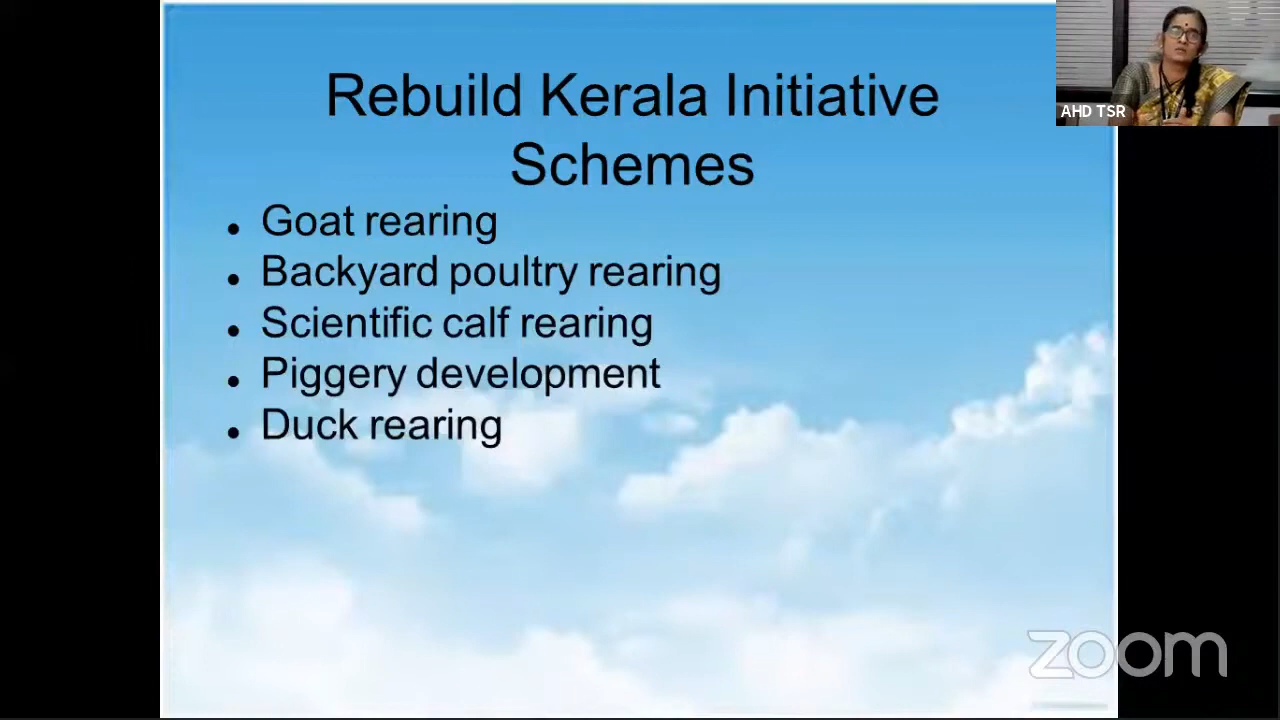 Rebuild Kerala Initiative
Schemes
• Goat rearing
• Backyard poultry rearing
• Scientific calf rearing
• Piggery development
• Duck rearing
AHD TSR
zoom